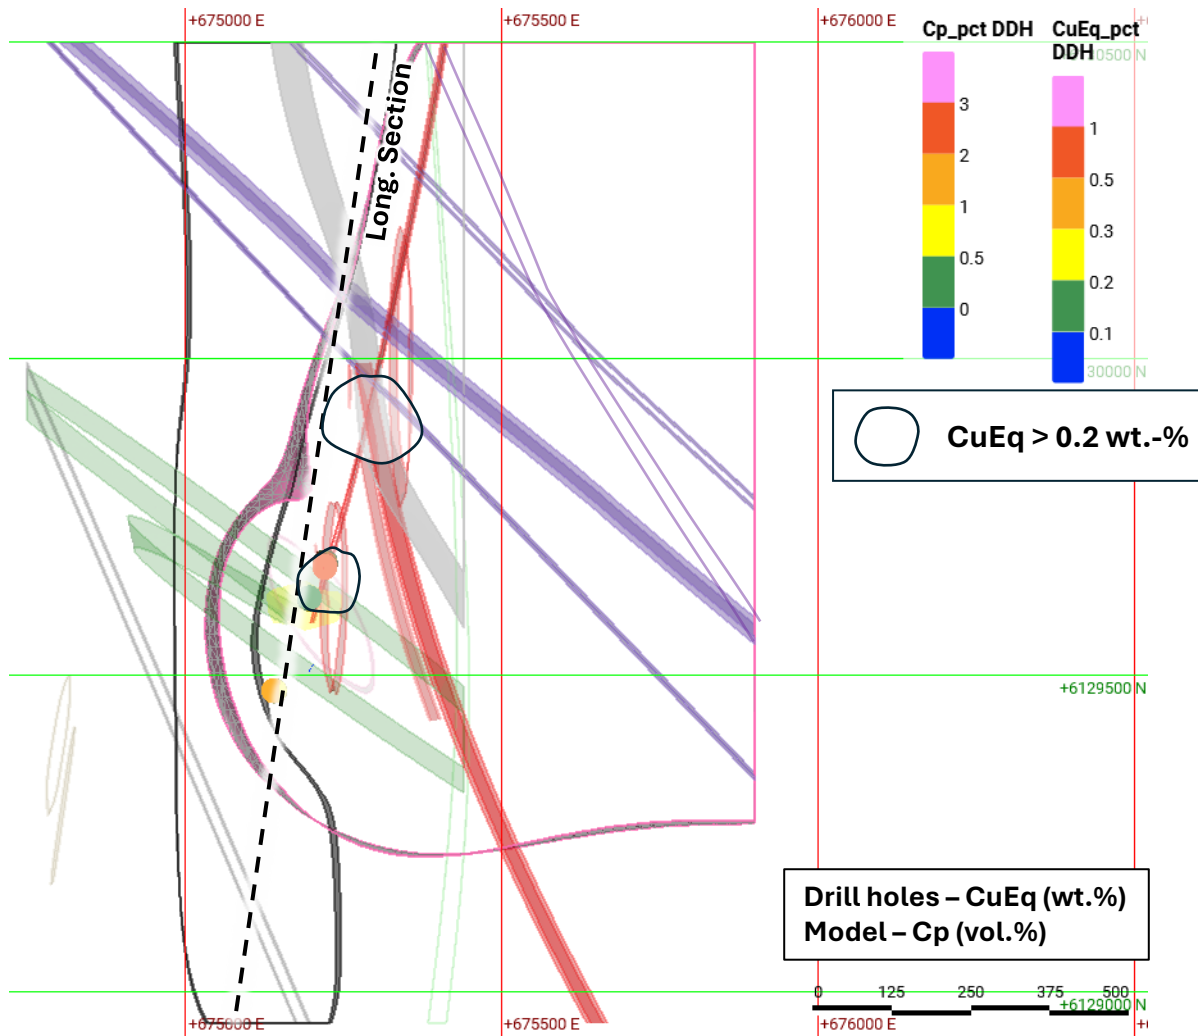 +675000 E
+675500 E
+676000 E
Cp_pct DDH
3
2
1
0.5
0
CuEq_pct
DDH
1
0.5
0.3
0.2
0.1
Long. Section
30000 N
CuEq > 0.2 wt.-%
+6129500 N
Drill holes – CuEq (wt.%)
Model – Cp (vol.%)
0
125
250
375
500
+6129000 N
+675000 E
+675500 E
+676000 E